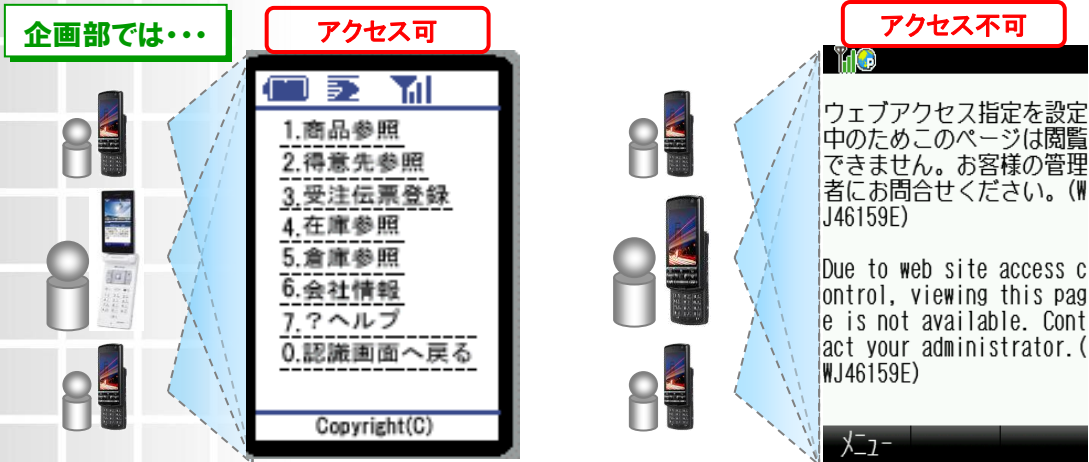 企画部では・・・
アクセス可
1.商品参照
2.得意先参照
3.受注伝票登録
4.在庫参照
5.倉庫参照
6.会社情報
7.?ヘルプ
0.認識画面へ戻る
Copyright(C)
アクセス不可
ウェブアクセス指定を設定
中のためこのページは閲覧
できません。お客様の管理
者にお問合せください。(W
J46159E)
Due to web site access c
ontrol, viewing this pag
e is not available. Cont
act your administrator.(
WJ46159E)
メニュー